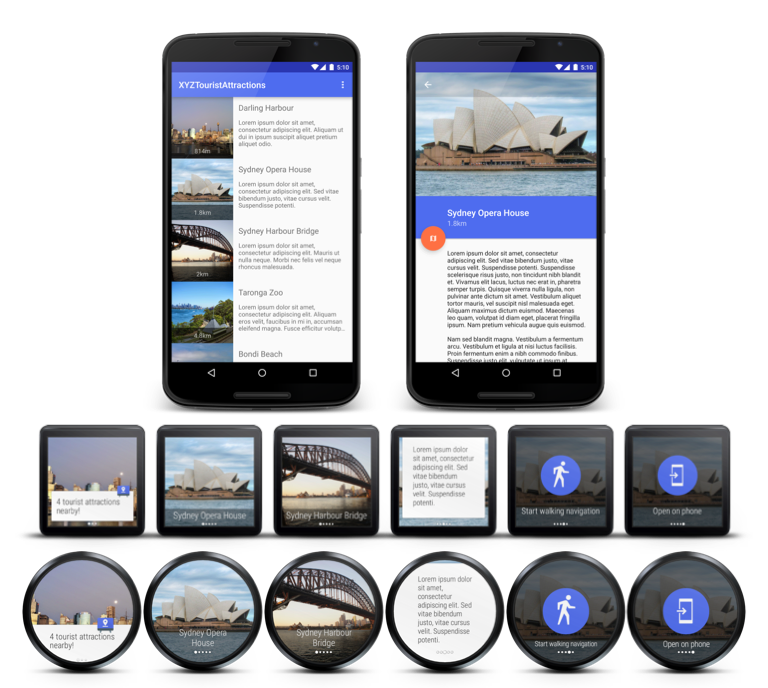 5:10
XYZTouristAttractions
Darling Harbour
Lorem ipsum dolor sit amet,
consectetur adipiscing elit. Aliquam ut
dui in ipsum suscipit aliquet pretium
aliquet odio.
814m
Sydney Opera House
Lorem ipsum dolor sit amet,
consectetur adipiscing elit. Sed vitae
bibendum justo, vitae cursus velit.
Suspendisse potenti.
1.8km
Sydney Harbour Bridge
Lorem ipsum dolor sit amet,
consectetur adipiscing elit. Mauris ut
nulla neque. Morbi nec felis vel neque
rhoncus malesuada.
2km
Taronga Zoo
Lorem ipsum dolor sit amet,
consectetur adipiscing elit. Aliquam
eros velit, faucibus in mi in, accumsan
eleifend magna. Fusce efficitur volutp...
4.8km
Bondi Beach
5:10
Sydney Opera House
1.8km
Lorem ipsum dolor sit amet, consectetur adipiscing elit.
Sed vitae bibendum justo, vitae
cursus velit. Suspendisse potenti. Suspendisse
scelerisque risus justo, non tincidunt nibh blandit
et. Vivamus elit lacus, luctus nec leo in, pharetra
semper turpis. Quisque viverra nulla ligula, non
pulvinar ante dictum sit amet. Vestibulum aliquet
tortor mauris, vel suscipit nisl malesuada eget.
Aliquam maximus dictum euismod. Maecenas
leo quam, volutpat id diam eget, placerat fringilla
ipsum. Nam pretium vehicula augue quis euismod.
Nam sed blandit magna. Vestibulum a fermentum
arcu. Vestibulum et ligula at nisi luctus facilisis.
Proin fermentum enim a nibh commodo finibus.
Suspendisse justo elit, vulputate ut ipsum at
4 tourist attractions
nearby!
Sydney Opera House
Sydney Harbour Bridge
Lorem ipsum dolor
sit amet, consectetur
adipiscing elit. Sed
vitae bibendum
justo, vitae cursus
velit. Suspendisse
potenti.
Start walking navigation
Open on phone
4 tourist attractions
nearby!
Sydney Opera
House
Sydney Harbour
Bridge
Lorem ipsum dolor
sit amet,
consectetur
adipiscing elit. Sed
vitae bibendum
justo, vitae cursus
velit. Suspendisse
potenti.
Start walking navigation
Open on phone